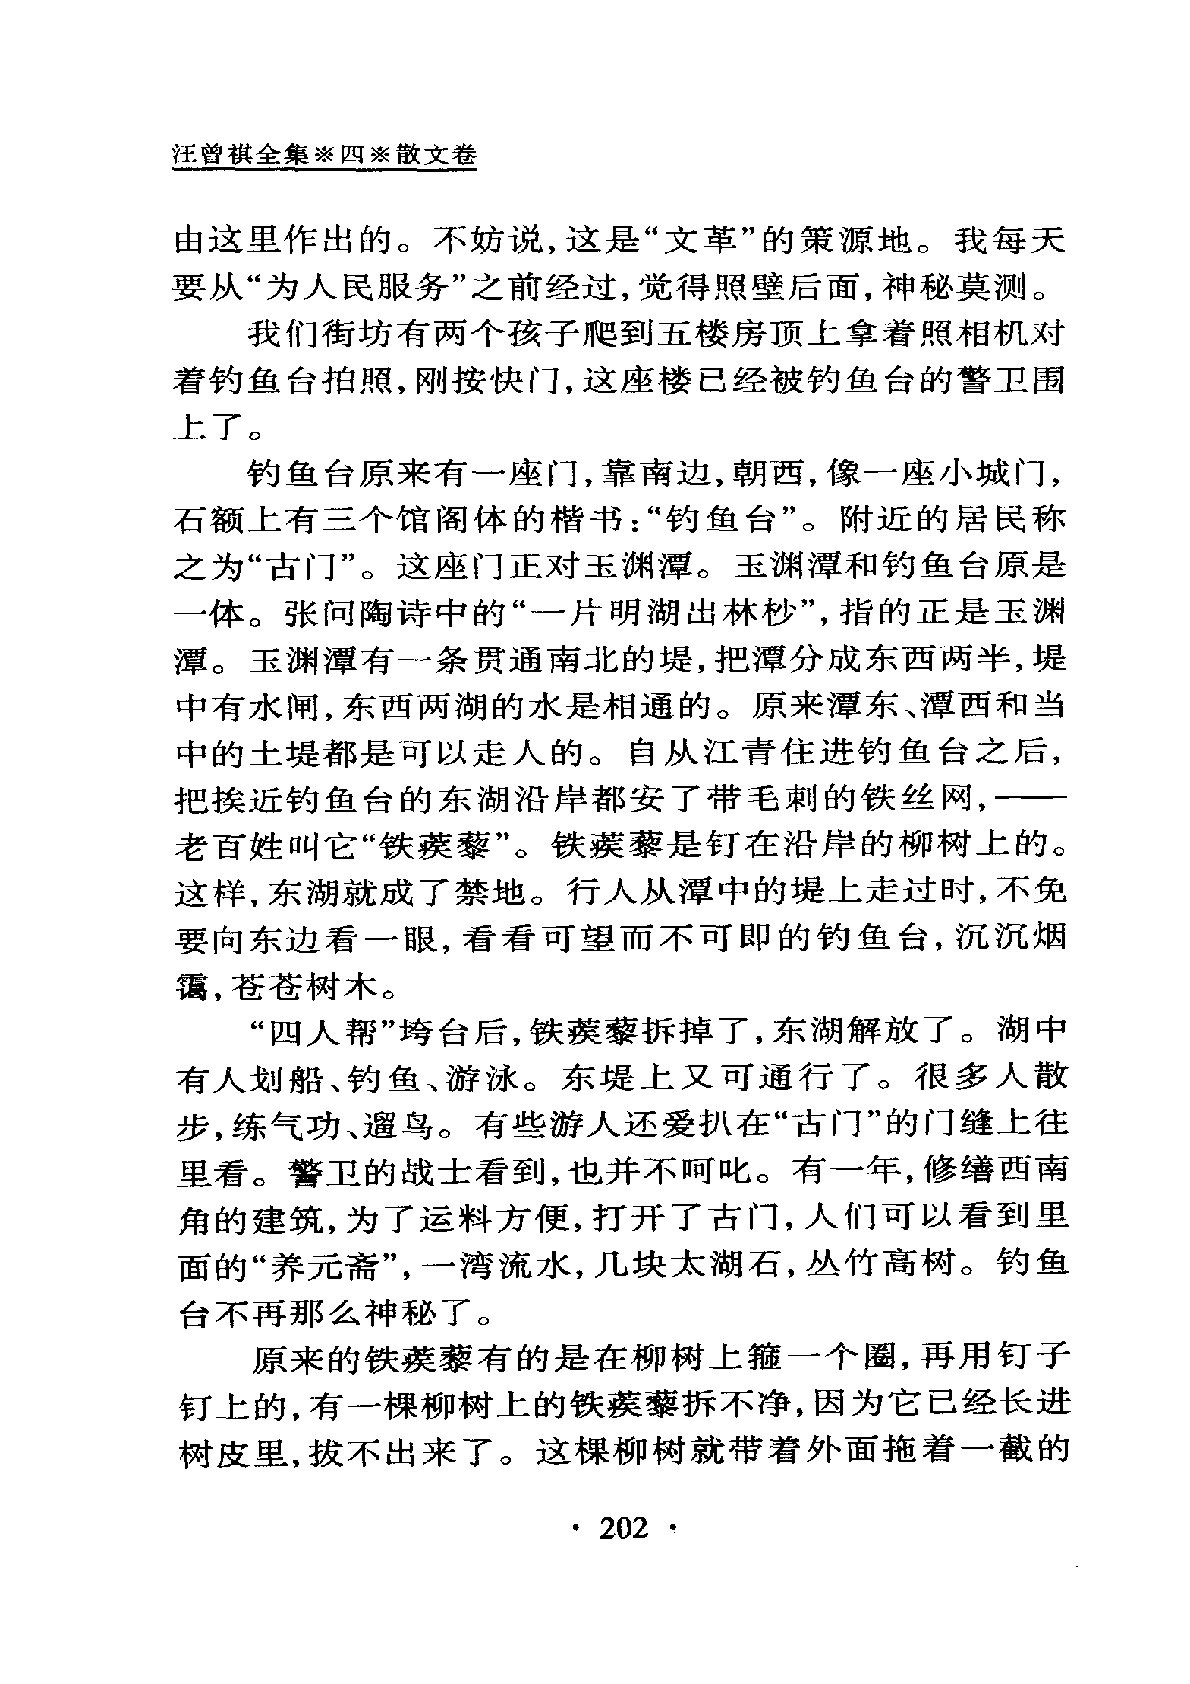 汪曾祺全集※四※散文卷
由这里作出的。不妨说,这是“文革”的策源地。我每天
要从“为人民服务”之前经过,觉得照壁后面,神秘莫测。
我们街坊有两个孩子爬到五楼房顶上拿着照相机对
着钓鱼台拍照,刚按快门,这座楼已经被钓鱼台的警卫围
上了。
钓鱼台原来有一座门,靠南边,朝西,像一座小城门,
石额上有三个馆阁体的楷书:“钓鱼台”。附近的居民称
之为“古门”。这座门正对玉渊潭。玉渊潭和钓鱼台原是
一体。张问陶诗中的“一片明湖出林杪”,指的正是玉渊
潭。玉渊潭有一条贯通南北的堤,把潭分成东西两半,堤
中有水闸,东西两湖的水是相通的。原来潭东、潭西和当
中的土堤都是可以走人的。自从江青住进钓鱼台之后,
把挨近钓鱼台的东湖沿岸都安了带毛刺的铁丝网,——
老百姓叫它“铁蒺藜”。铁蒺藜是钉在沿岸的柳树上的。
这样,东湖就成了禁地。行人从潭中的堤上走过时,不免
要向东边看一眼,看看可望而不可即的钓鱼台,沉沉烟
霭,苍苍树木。
“四人帮”垮台后,铁蒺藜拆掉了,东湖解放了。湖中
有人划船、钓鱼、游泳。东堤上又可通行了。很多人散
步,练气功、遛鸟。有些游人还爱扒在“古门”的门缝上往
里看。警卫的战士看到,也并不呵叱。有一年,修缮西南
角的建筑,为了运料方便,打开了古门,人们可以看到里
面的“养元斋”,一湾流水,几块太湖石,丛竹高树。钓鱼
台不再那么神秘了。
原来的铁蒺藜有的是在柳树上箍一个圈,再用钉子
钉上的,有一棵柳树上的铁蒺藜拆不净,因为它已经长进
树皮里,拔不出来了。这棵柳树就带着外面拖着一截的
· 202 ·